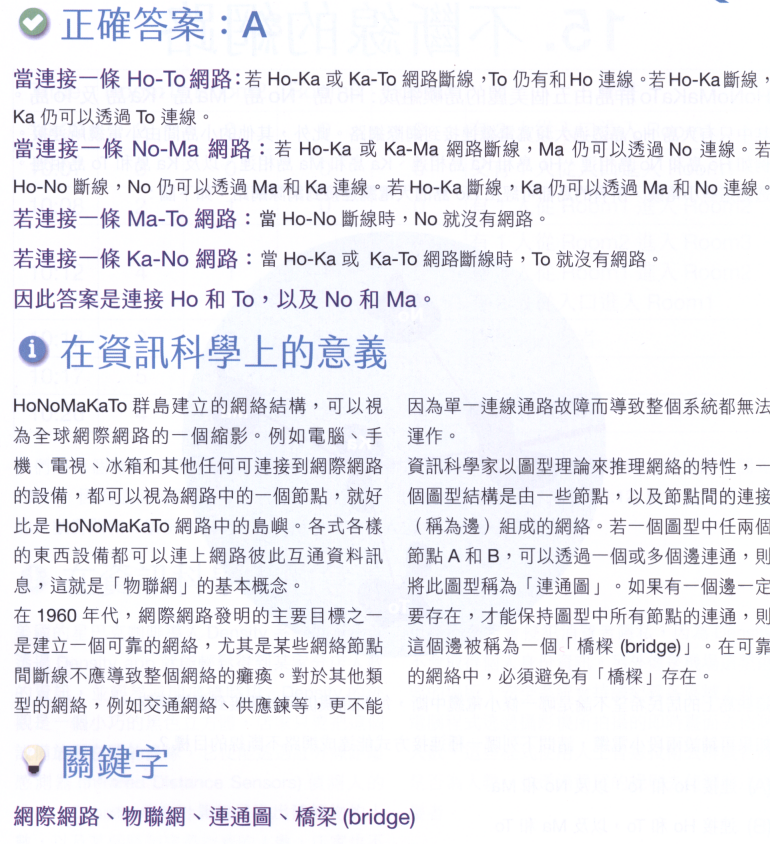 正確答案：A
當連接一條 Ho-To 網路：若 Ho-Ka 或 Ka-To 網路斷線，To 仍有和 Ho 連線。若 Ho-Ka 斷線，
Ka 仍可以透過 To 連線。
當連接一條 No-Ma 網路：若 Ho-Ka 或 Ka-Ma 網路斷線，Ma 仍可以透過 No 連線。若
Ho-No 斷線，No 仍可以透過 Ma 和 Ka 連線。若 Ho-Ka 斷線，Ka 仍可以透過 Ma 和 No 連線。
若連接一條 Ma-To 網路：當 Ho-No 斷線時，No 就沒有網路。
若連接一條 Ka-No 網路：當 Ho-Ka 或 Ka-To 網路斷線時，To 就沒有網路。
因此答案是連接 Ho 和 To，以及 No 和 Ma。
在資訊科學上的意義
HoNoMaKaTo 群島建立的網絡結構，可以視
為全球網際網路的一個縮影。例如電腦、手
機、電視、冰箱和其他任何可連接到網際網路
的設備，都可以視為網路中的一個節點，就好
比是 HoNoMaKaTo 網路中的島嶼。各式各樣
的東西設備都可以連上網路彼此互通資料訊
息，這就是「物聯網」的基本概念。
在 1960 年代，網際網路發明的主要目標之一
是建立一個可靠的網絡，尤其是某些網絡節點
間斷線不應導致整個網絡的癱瘓。對於其他類
型的網絡，例如交通網絡、供應鍊等，更不能
因為單一連線通路故障而導致整個系統都無法
運作。
資訊科學家以圖型理論來推理網絡的特性，一
個圖型結構是由一些節點，以及節點間的連接
（稱為邊）組成的網絡。若一個圖型中任兩個
節點 A 和 B，可以透過一個或多個邊連通，則
將此圖型稱為「連通圖」。如果有一個邊一定
要存在，才能保持圖型中所有節點的連通，則
這個邊被稱為一個「橋樑 (bridge)」。在可靠
的網絡中，必須避免有「橋樑」存在。
關鍵字
網際網路、物聯網、連通圖、橋梁 (bridge)